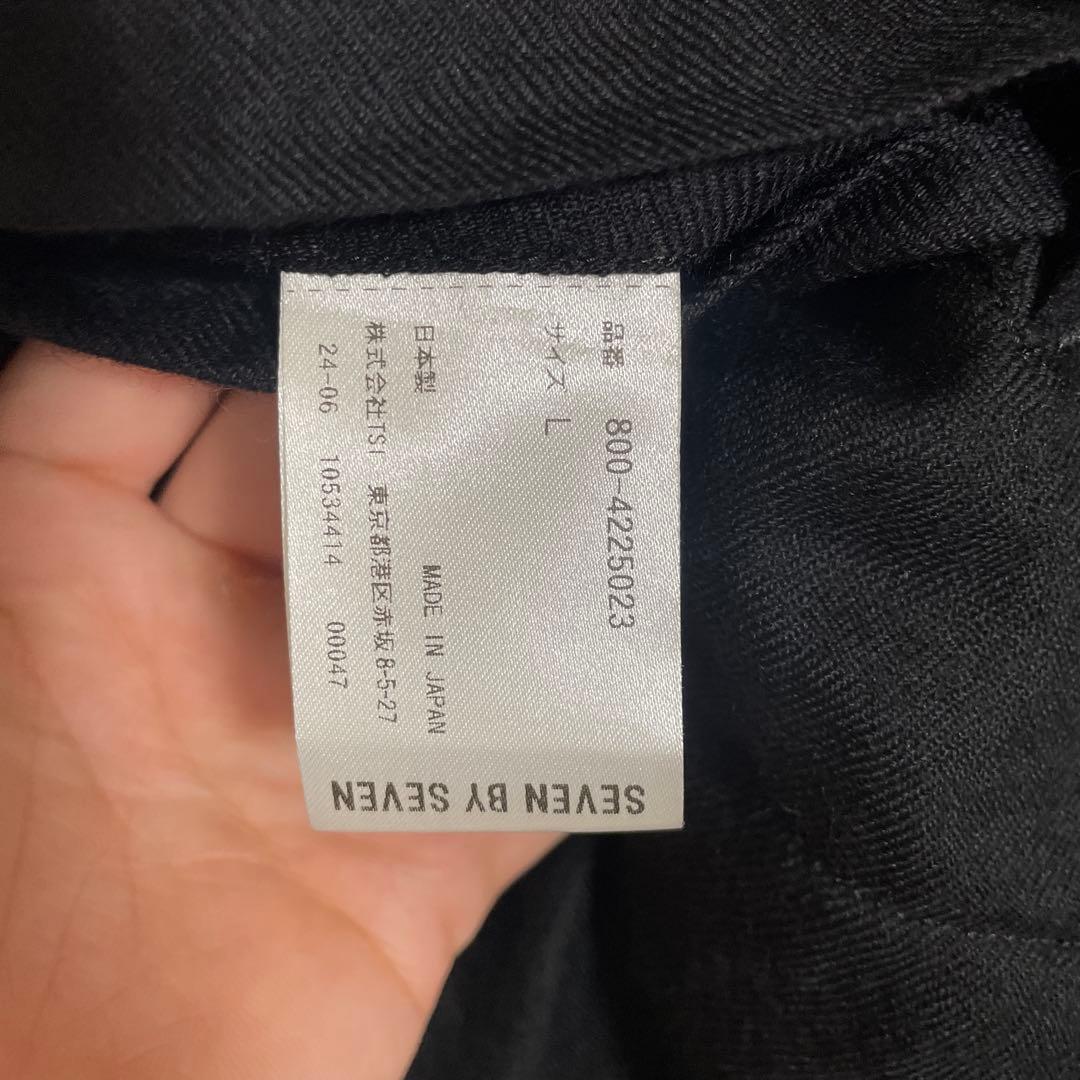 品番 800-4225023
サイズ L
日本製 MADE IN JAPAN
株式会社TSI 東京都港区赤坂8-5-27
24-06 10534414 00047
SEVEN BY SEVEN